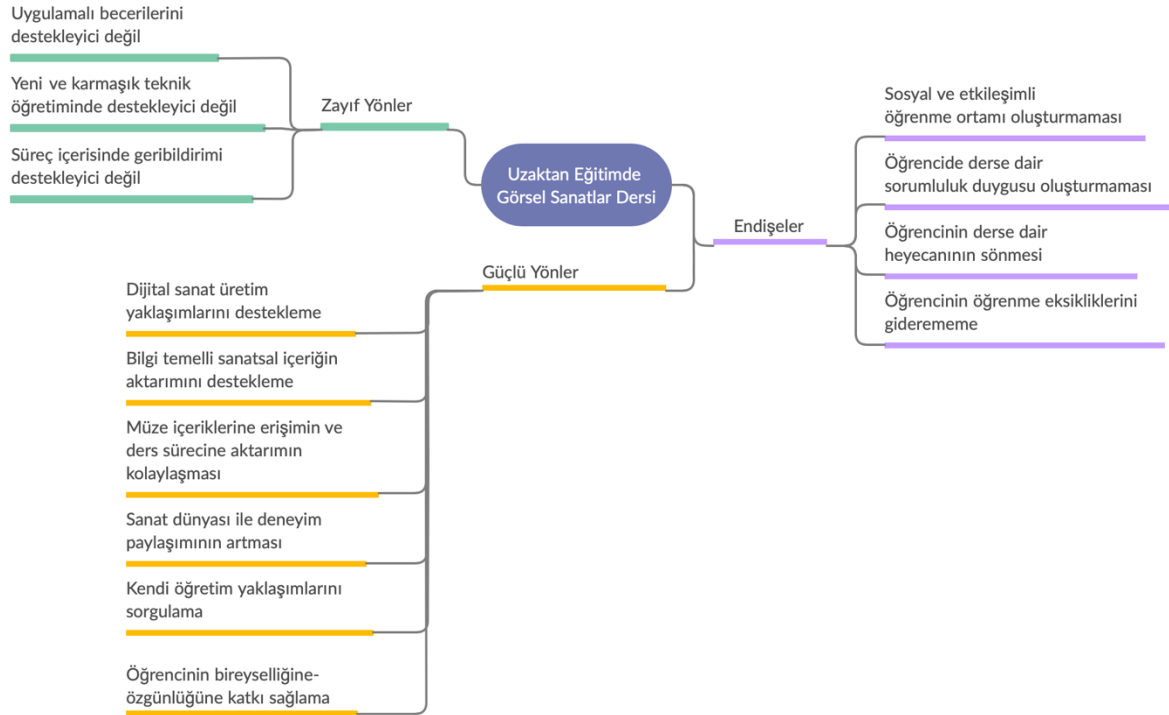 Uygulamalı becerilerini
destekleyici değil
Yeni ve karmaşık teknik
öğretiminde destekleyici değil
Süreç içerisinde geribildirimi
destekleyici değil
Zayıf Yönler
Uzaktan Eğitimde
Görsel Sanatlar Dersi
Endişeler
Sosyal ve etkileşimli
öğrenme ortamı oluşturmaması
Öğrencide derse dair
sorumluluk duygusu oluşturmaması
Öğrencinin derse dair
heyecanının sönmesi
Öğrencinin öğrenme eksikliklerini
giderememe
Güçlü Yönler
Dijital sanat üretim
yaklaşımlarını destekleme
Bilgi temelli sanatsal içeriğin
aktarımını destekleme
Müze içeriklerine erişimin ve
ders sürecine aktarımın
kolaylaşması
Sanat dünyası ile deneyim
paylaşımının artması
Kendi öğretim yaklaşımlarını
sorgulama
Öğrencinin bireyselliğine-
özgünlüğüne katkı sağlama